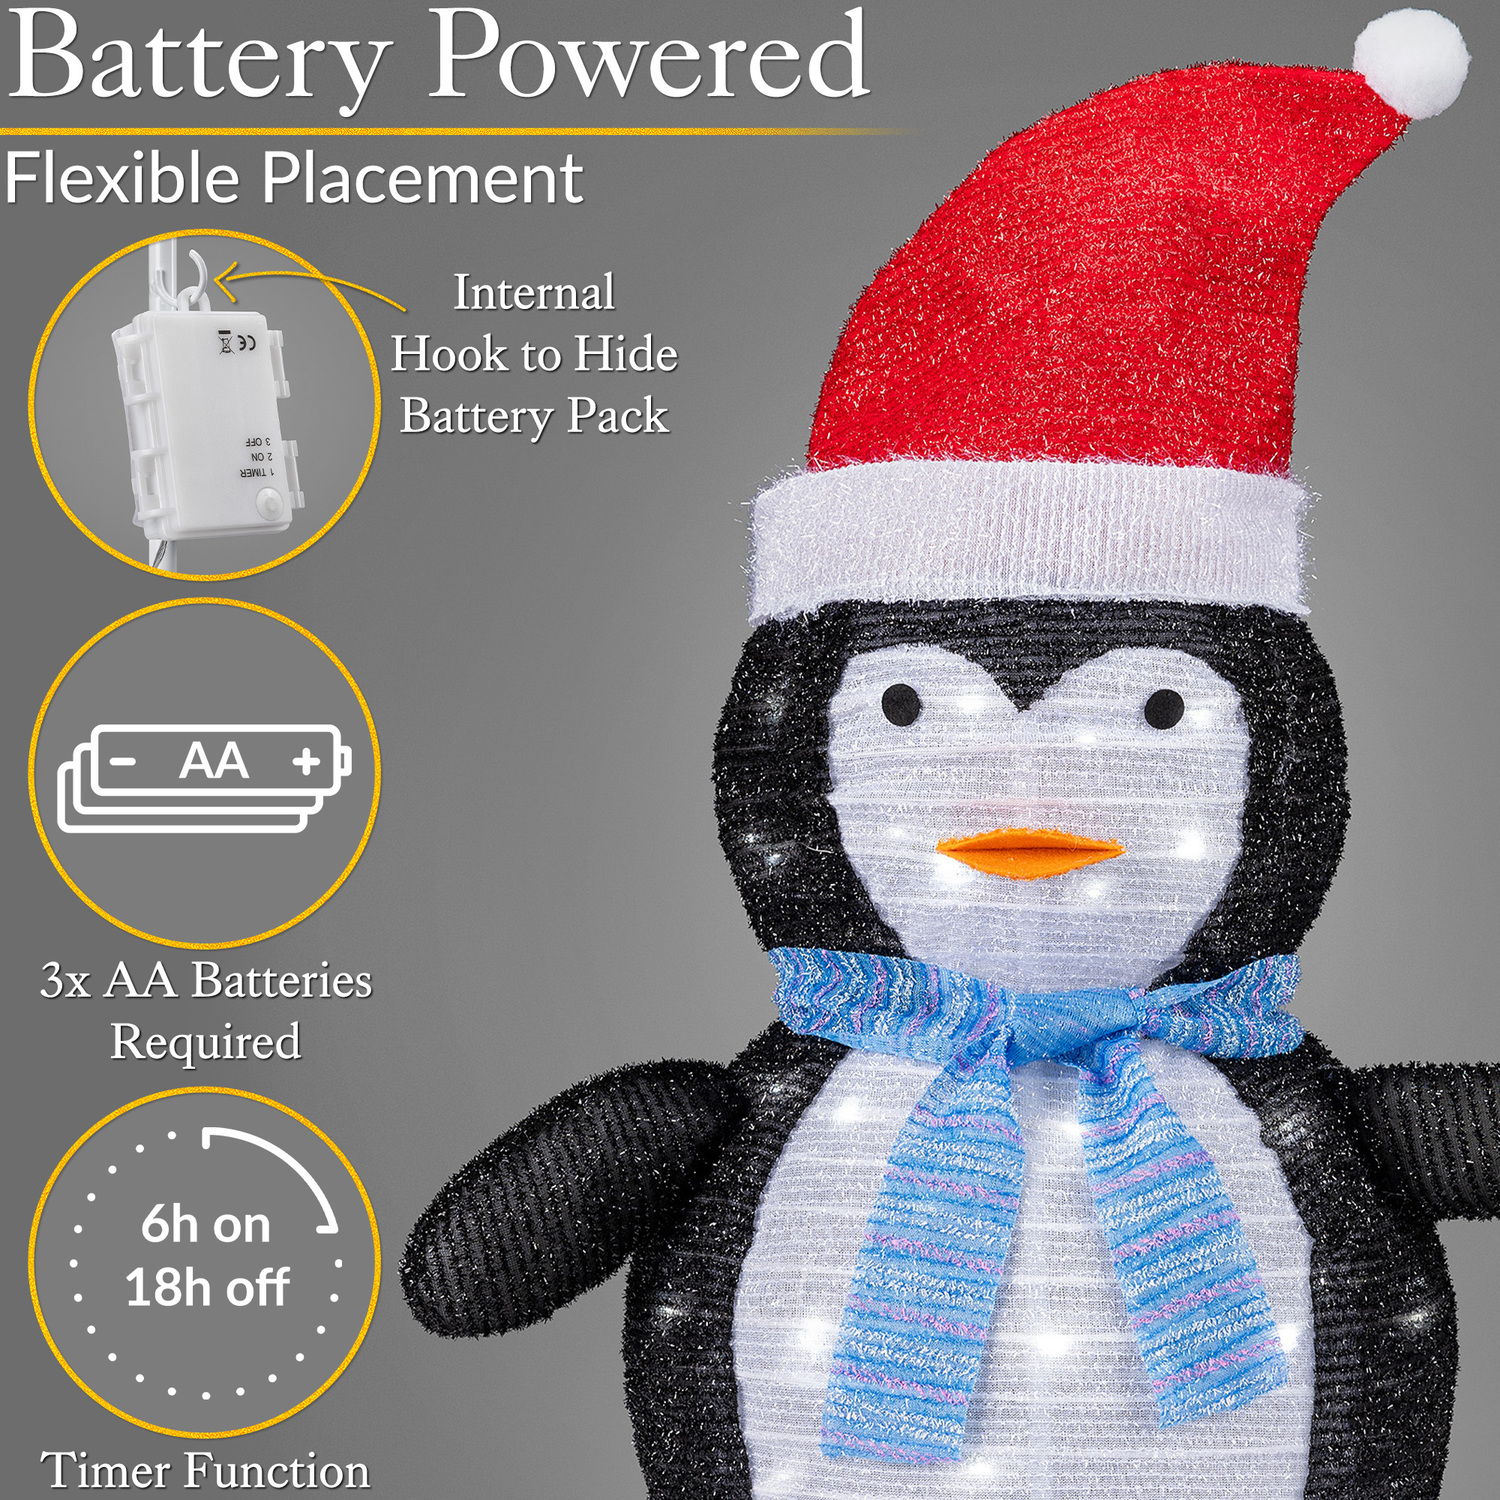 Battery Powered
Flexible Placement
Internal
Hook to Hide
Battery Pack
CE
3 OFF
2 ON
1 TIMER
- AA +
3x AA Batteries
Required
6h on
18h off
Timer Function